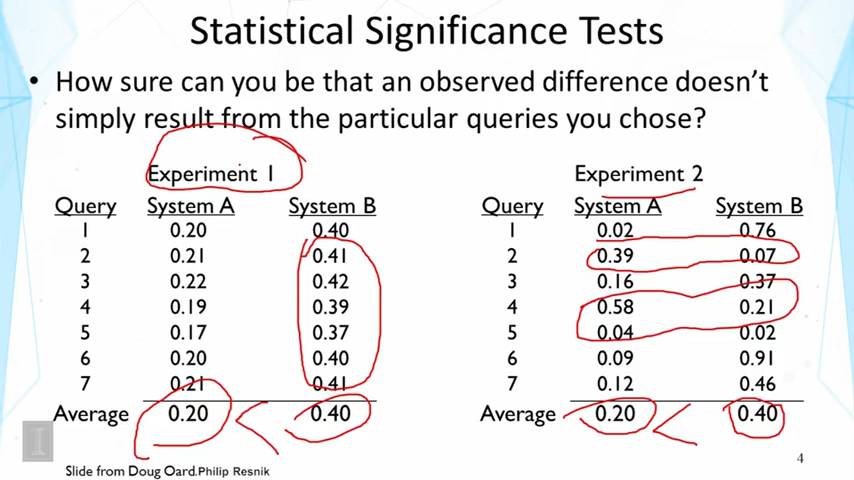 Statistical Significance Tests
• How sure can you be that an observed difference doesn't
simply result from the particular queries you chose?
Experiment 1
Query System A System B
1 0.20 0.40
2 0.21 0.41
3 0.22 0.42
4 0.19 0.39
5 0.17 0.37
6 0.20 0.40
7 0.21 0.41
Average 0.20 < 0.40
Experiment 2
Query System A System B
1 0.02 0.76
2 0.39 0.07
3 0.16 0.37
4 0.58 0.21
5 0.04 0.02
6 0.09 0.91
7 0.12 0.46
Average 0.20 < 0.40
I
Slide from Doug Oard.Philip Resnik
4